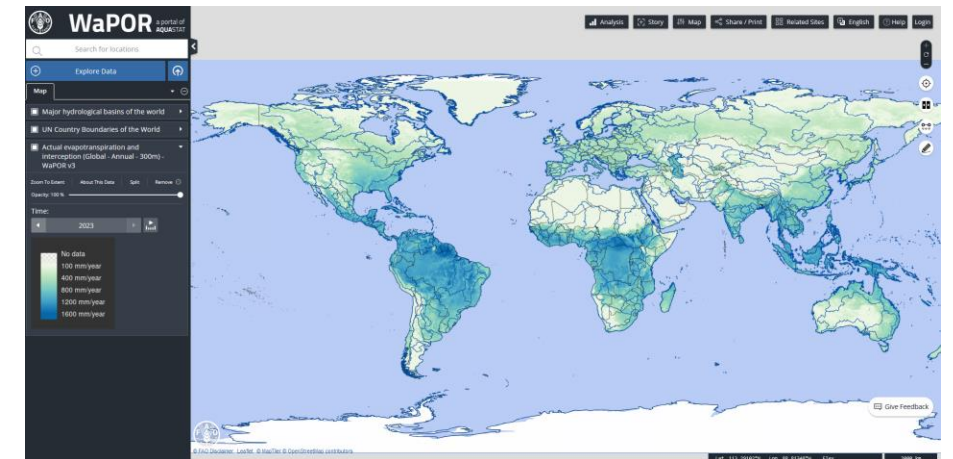 WaPOR a portal of AQUASTAT
Search for locations
Explore Data
Map
Major hydrological basins of the world
UN Country Boundaries of the World
Actual evapotranspiration and
interception (Global - Annual - 300m) -
WaPOR v3
Zoom To Extent About This Data Split Remove
Opacity: 100 %
Time:
2023
No data
100 mm/year
400 mm/year
800 mm/year
1200 mm/year
1600 mm/year
Analysis Story Map Share / Print Related Sites English Help Login
Give Feedback
© FAO Disclaimer Leaflet © MapTiler © OpenStreetMap contributors